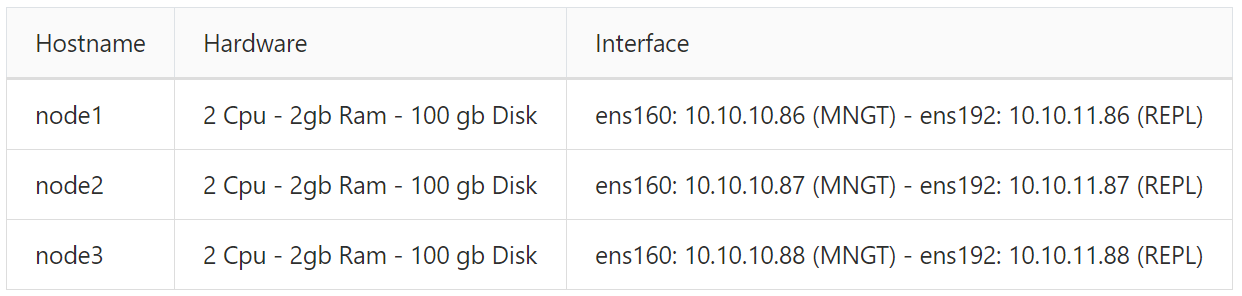 Hostname Hardware Interface
node1 2 Cpu - 2gb Ram - 100 gb Disk ens160: 10.10.10.86 (MNGT) - ens192: 10.10.11.86 (REPL)
node2 2 Cpu - 2gb Ram - 100 gb Disk ens160: 10.10.10.87 (MNGT) - ens192: 10.10.11.87 (REPL)
node3 2 Cpu - 2gb Ram - 100 gb Disk ens160: 10.10.10.88 (MNGT) - ens192: 10.10.11.88 (REPL)